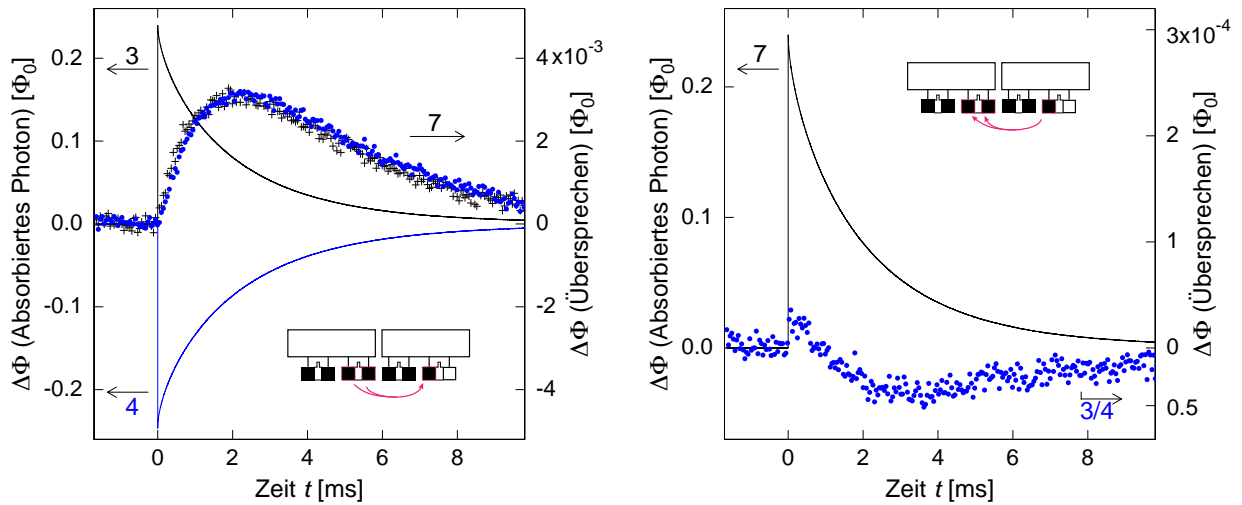 ΔΦ (Absorbiertes Photon) [Φ₀]
0.2
0.1
0.0
-0.1
-0.2
3
7
4
4x10⁻³
2
0
-2
-4
ΔΦ (Übersprechen) [Φ₀]
0 2 4 6 8
Zeit t [ms]
ΔΦ (Absorbiertes Photon) [Φ₀]
0.2
0.1
0.0
7
3/4
3x10⁻⁴
2
1
0
0.5
ΔΦ (Übersprechen) [Φ₀]
0 2 4 6 8
Zeit t [ms]